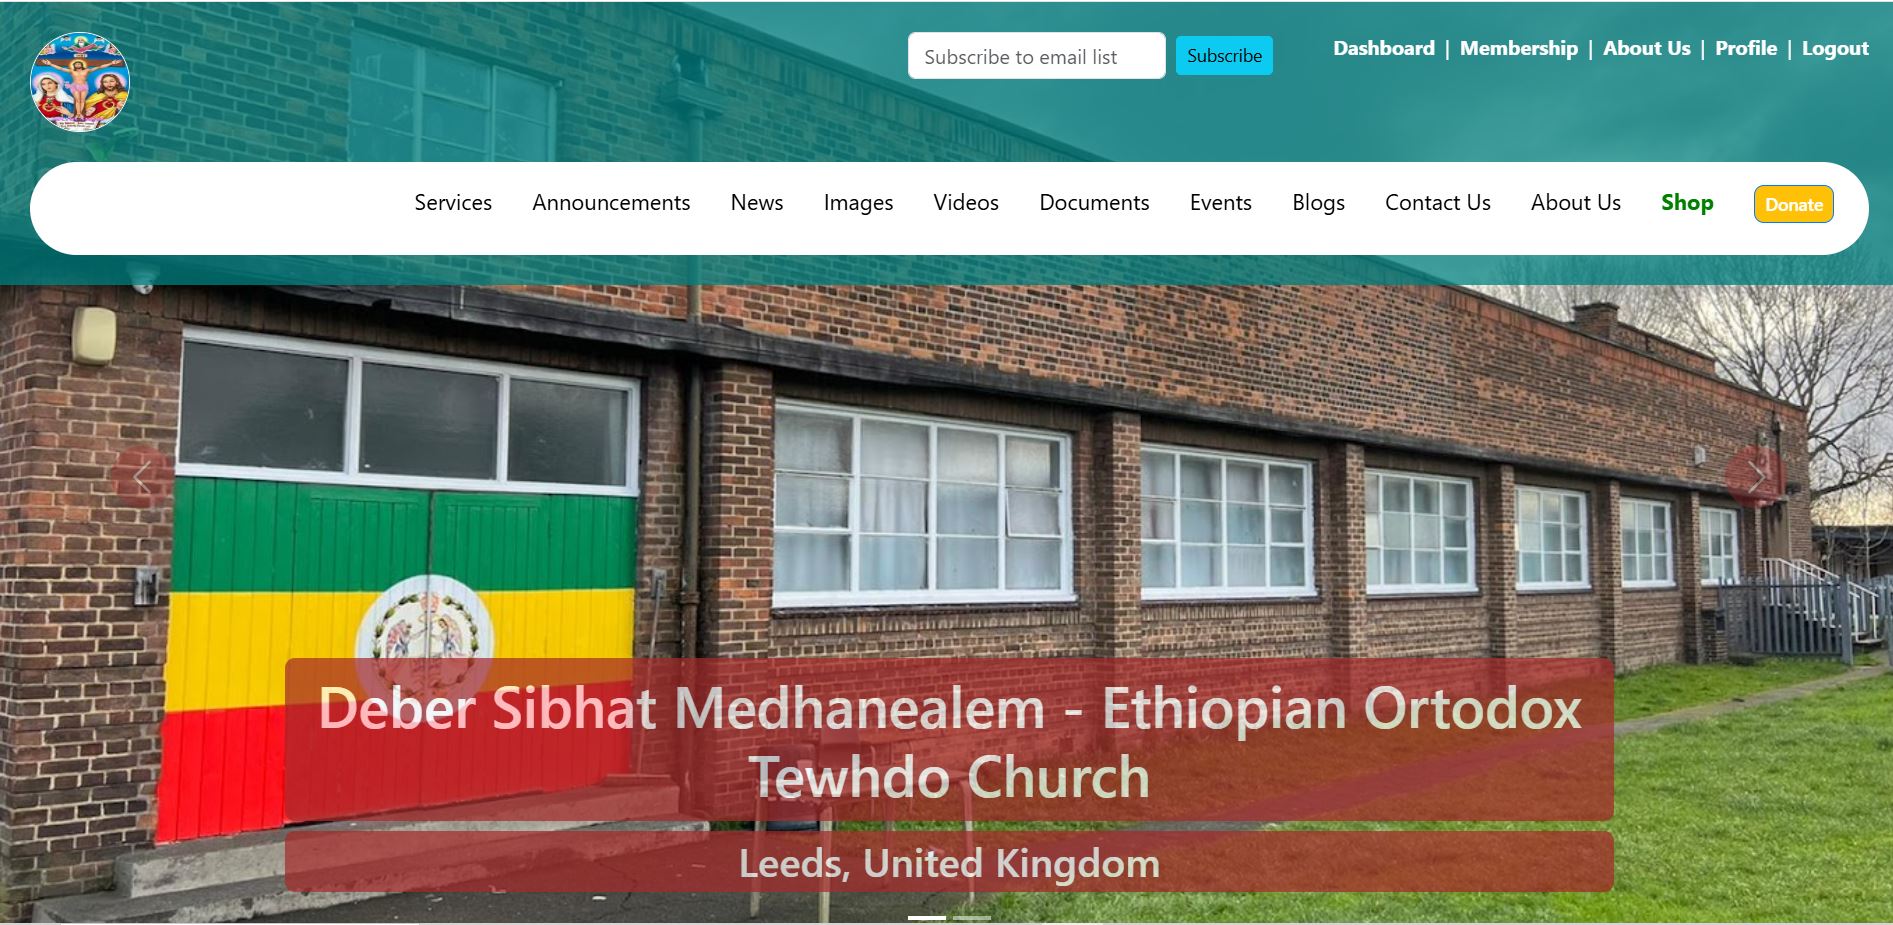 Subscribe to email list
Subscribe
Dashboard | Membership | About Us | Profile | Logout
Services Announcements News Images Videos Documents Events Blogs Contact Us About Us Shop Donate
Deber Sibhat Medhanealem - Ethiopian Ortodox
Tewhdo Church
Leeds, United Kingdom